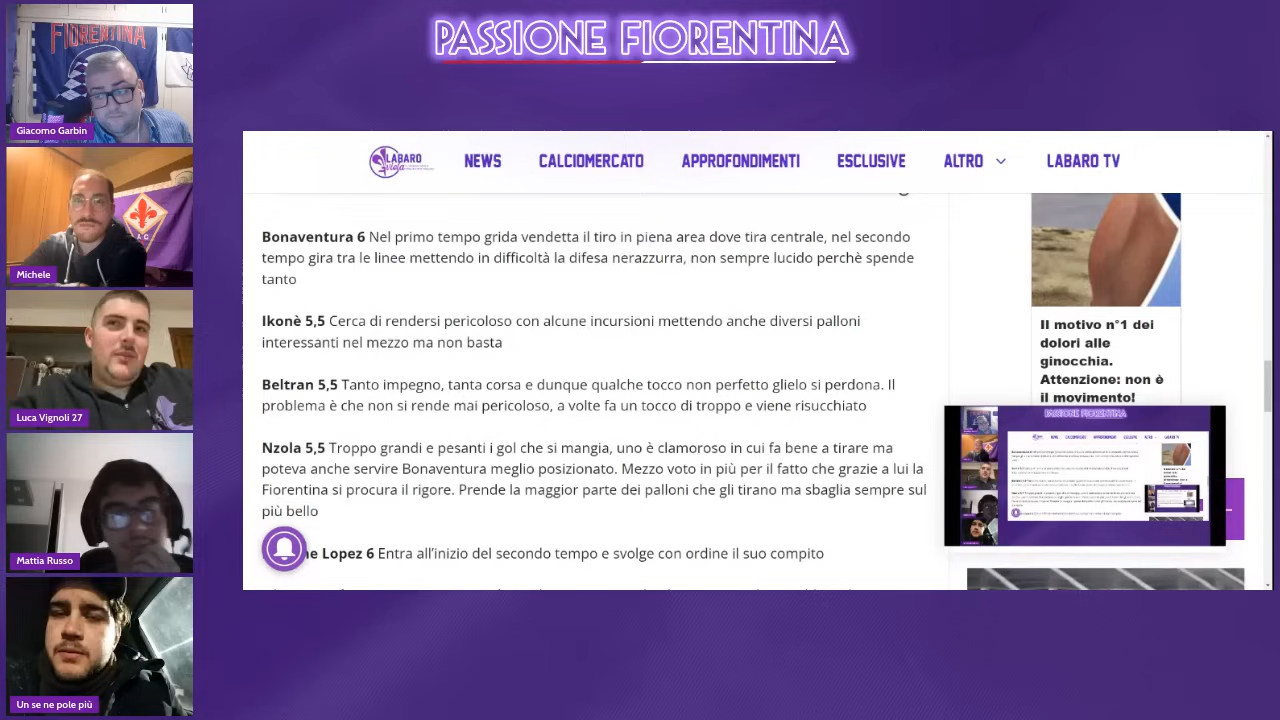 PASSIONE FIORENTINA
FIORENTINA
Giacomo Garbin
Michele
Luca Vignoli 27
Mattia Russo
Un se ne pole più
LABARO
NEWS
CALCIOMERCATO
APPROFONDIMENTI
ESCLUSIVE
ALTRO
LABARO TV
Bonaventura 6 Nel primo tempo grida vendetta il tiro in piena area dove tira centrale, nel secondo
tempo gira tra le linee mettendo in difficoltà la difesa nerazzurra, non sempre lucido perchè spende
tanto
Ikonè 5,5 Cerca di rendersi pericoloso con alcune incursioni mettendo anche diversi palloni
interessanti nel mezzo ma non basta
Beltran 5,5 Tanto impegno, tanta corsa e dunque qualche tocco non perfetto glielo si perdona. Il
problema è che non si rende mai pericoloso, a volte fa un tocco di troppo e viene risucchiato
Nzola 5,5 Troppo grandi e pesanti i gol che si mangia, uno è clamoroso in cui fa bene a tirare ma
poteva anche servire Bonaventura meglio posizionato. Mezzo voto in più per il fatto che grazie a lui la
Fiorentin rigore. Prende la maggior parte dei palloni che gli tirano ma sbaglia sempre sul
più bello
Lopez 6 Entra all'inizio del secondo tempo e svolge con ordine il suo compito
Il motivo n°1 dei
dolori alle
ginocchia.
Attenzione: non è
il movimento!
PASSIONE FIORENTINA